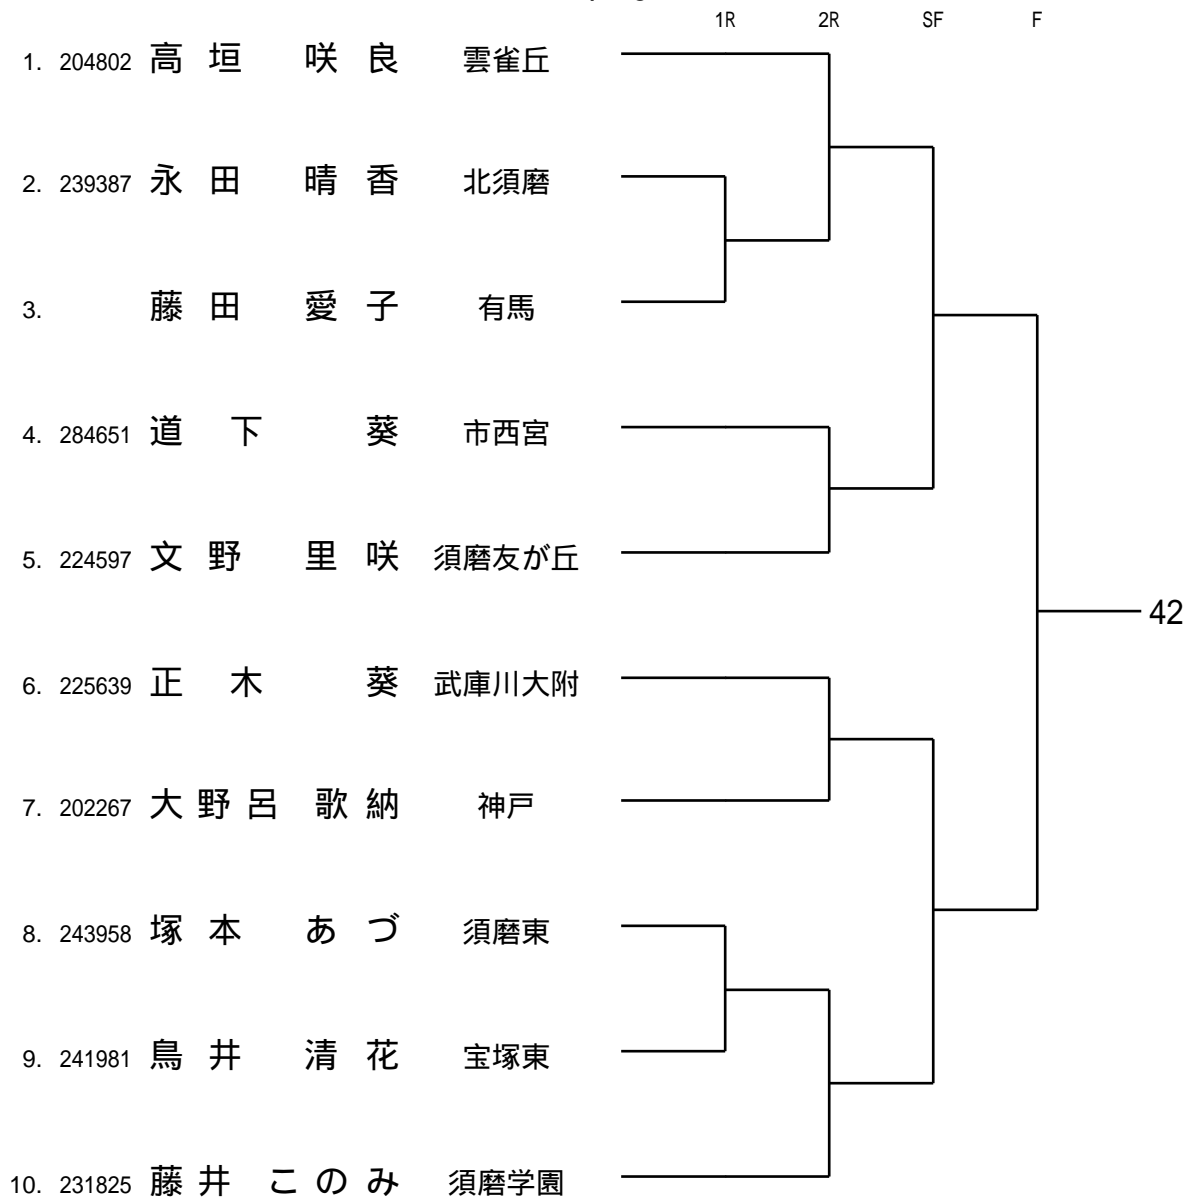 1R 2R SF F
1. 204802 高垣 咲良 雲雀丘
2. 239387 永田 晴香 北須磨
3. 藤田 愛子 有馬
4. 284651 道下 葵 市西宮
5. 224597 文野 里咲 須磨友が丘
42
6. 225639 正木 葵 武庫川大附
7. 202267 大野呂 歌納 神戸
8. 243958 塚本 あづ 須磨東
9. 241981 鳥井 清花 宝塚東
10. 231825 藤井 このみ 須磨学園